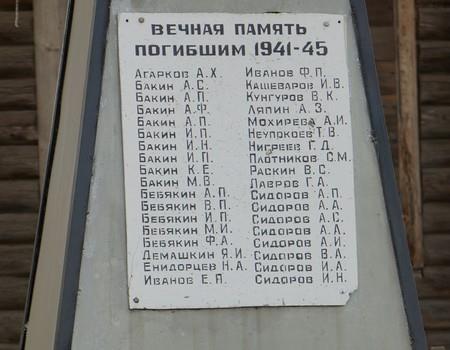 ВЕЧНАЯ ПАМЯТЬ
ПОГИБШИМ 1941-45
АГАРКОВ А.Х.
БАКИН А.С.
БАКИН А.П.
БАКИН А.Ф.
БАКИН А.П.
БАКИН И.П.
БАКИН И.Н.
БАКИН И.П.
БАКИН К.Е.
БАКИН М.В.
БЕБЯКИН А.П.
БЕБЯКИН В.П.
БЕБЯКИН И.П.
БЕБЯКИН М.И.
БЕБЯКИН Ф.А.
ДЕМАШКИН Я.И.
ЕНИДОРЦЕВ Н.А.
ИВАНОВ Е.П.
ИВАНОВ Ф.П.
КАШЕВАРОВ И.В.
КУНГУРОВ В.К.
ЛЯПИН А.З.
МОХИРЕВ А.И.
НЕУПОКОЕВ Т.В.
НИГРЕЕВ Г.Д.
ПЛОТНИКОВ С.М.
РАСКИН В.С.
ЛАВРОВ Г.А.
СИДОРОВ А.П.
СИДОРОВ А.А.
СИДОРОВ А.С.
СИДОРОВ А.А.
СИДОРОВ А.И.
СИДОРОВ В.А.
СИДОРОВ И.А.
СИДОРОВ И.Н.